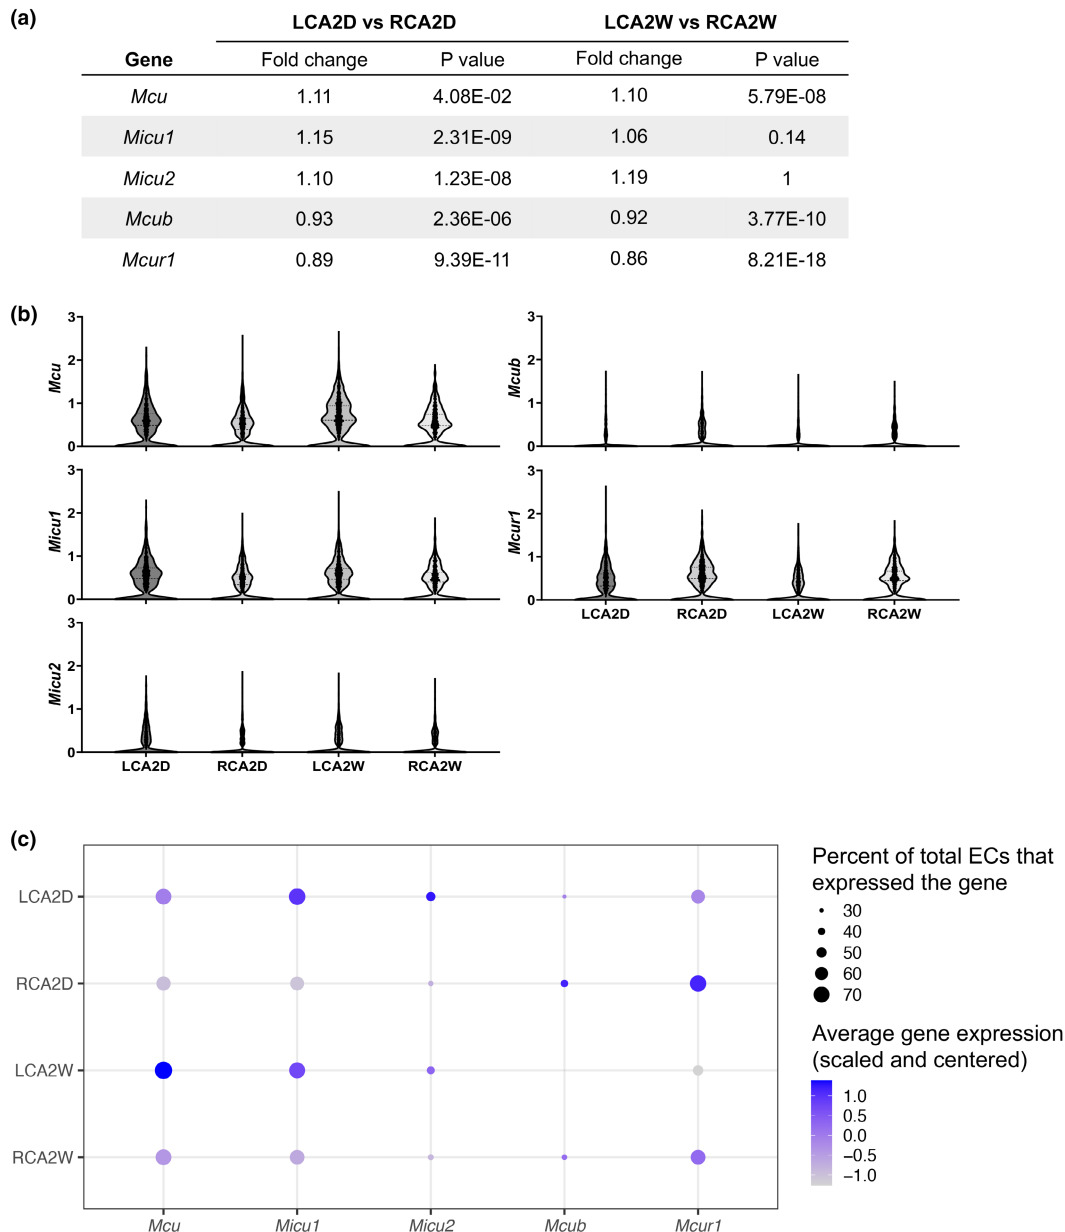 (a)
LCA2D vs RCA2D LCA2W vs RCA2W
Gene Fold change P value Fold change P value
Mcu 1.11 4.08E-02 1.10 5.79E-08
Micu1 1.15 2.31E-09 1.06 0.14
Micu2 1.10 1.23E-08 1.19 1
Mcub 0.93 2.36E-06 0.92 3.77E-10
Mcur1 0.89 9.39E-11 0.86 8.21E-18
(b)
Mcu
3
2
1
0
Mcub
3
2
1
0
Micu1
3
2
1
0
Mcur1
3
2
1
0
LCA2D RCA2D LCA2W RCA2W
Micu2
3
2
1
0
LCA2D RCA2D LCA2W RCA2W
(c)
LCA2D
RCA2D
LCA2W
RCA2W
Mcu Micu1 Micu2 Mcub Mcur1
Percent of total ECs that
expressed the gene
30
40
50
60
70
Average gene expression
(scaled and centered)
1.0
0.5
0.0
−0.5
−1.0